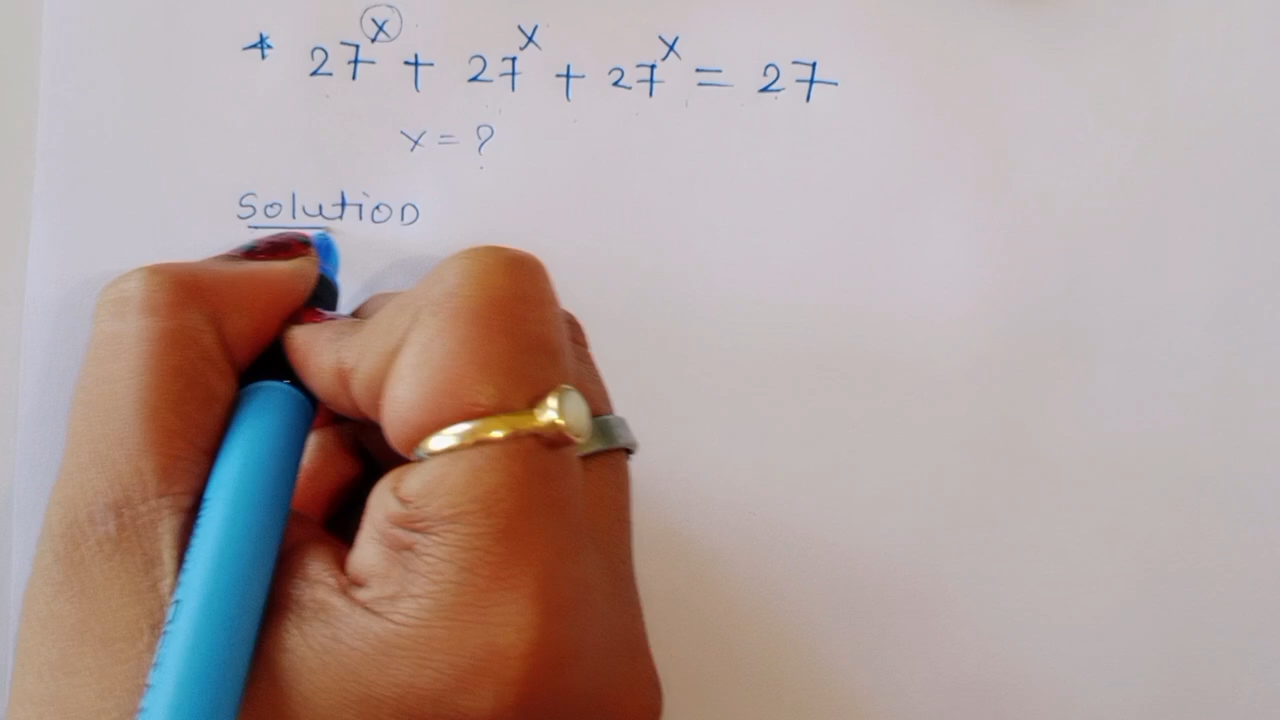 * 27^x + 27^x + 27^x = 27
x = ?
Solution